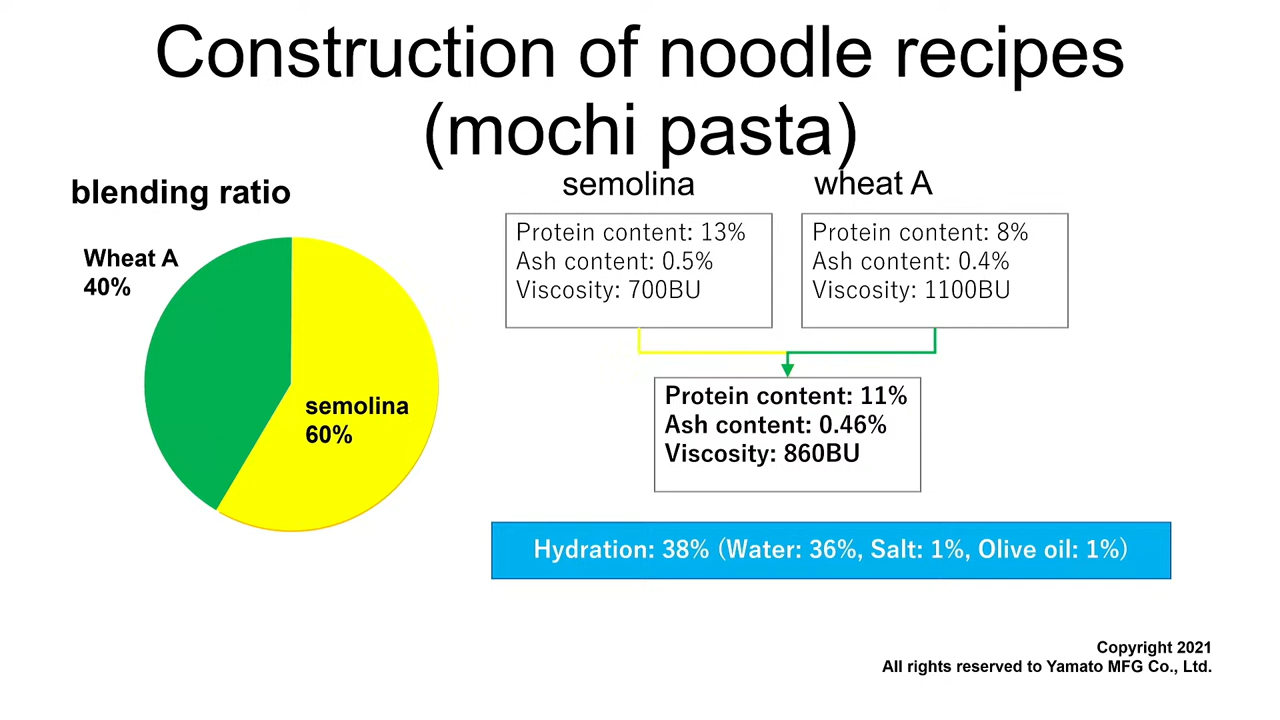 Construction of noodle recipes
(mochi pasta)
blending ratio
Wheat A
40%
semolina
60%
semolina
Protein content: 13%
Ash content: 0.5%
Viscosity: 700BU
wheat A
Protein content: 8%
Ash content: 0.4%
Viscosity: 1100BU
Protein content: 11%
Ash content: 0.46%
Viscosity: 860BU
Hydration: 38% (Water: 36%, Salt: 1%, Olive oil: 1%)
Copyright 2021
All rights reserved to Yamato MFG Co., Ltd.